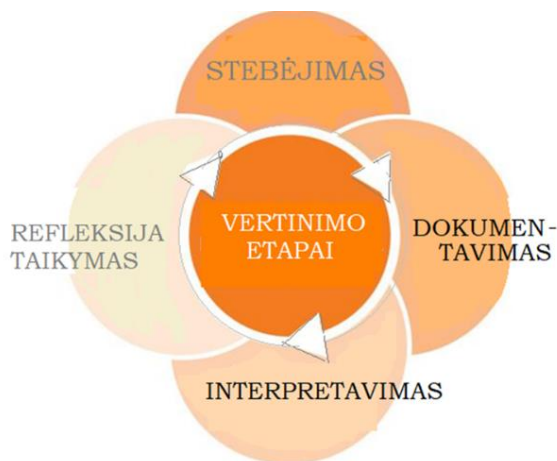 STEBĖJIMAS
VERTINIMO
ETAPAI
DOKUMEN-
TAVIMAS
INTERPRETAVIMAS
REFLEKSIJA
TAIKYMAS